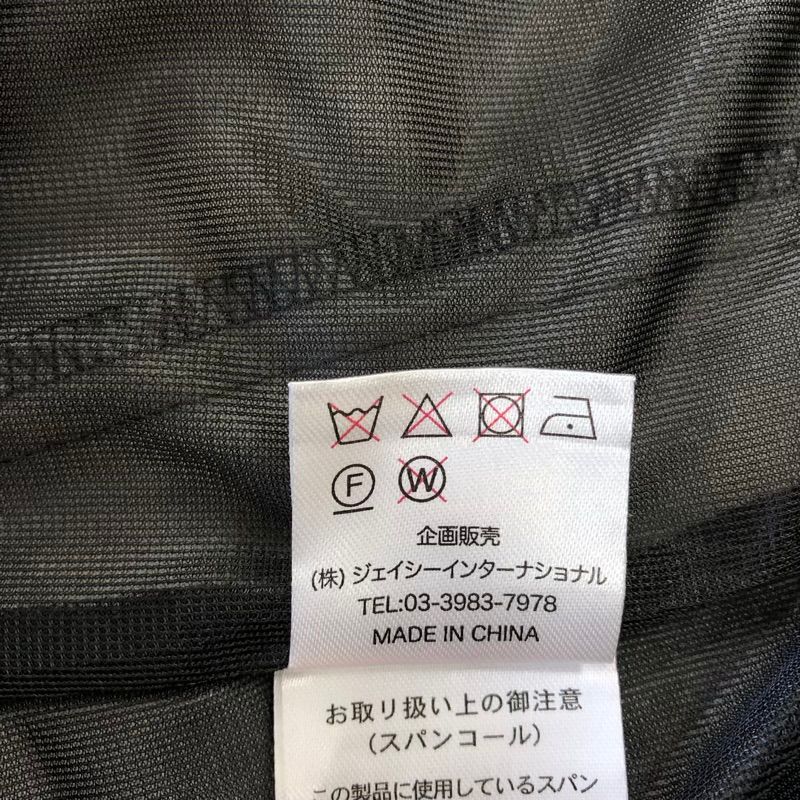 F W
企画販売
(株)ジェイシーインターナショナル
TEL:03-3983-7978
MADE IN CHINA
お取り扱い上の御注意
(スパンコール)
この製品に使用しているスパン